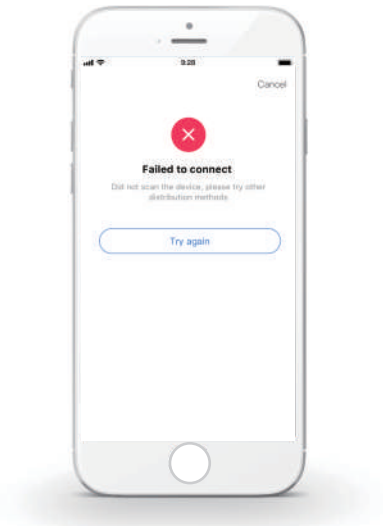 9:28
Cancel
Failed to connect
Did not scan the device, please try other
distribution methods.
Try again